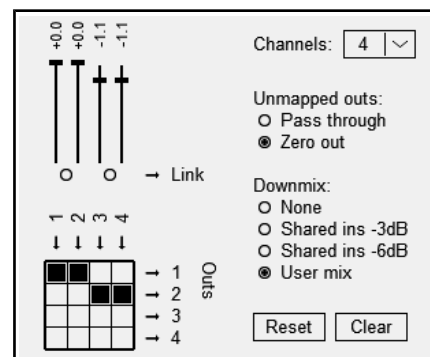 +0.0 +0.0 -1.1 -1.1
Channels: 4
Unmapped outs:
Pass through
Zero out
→ Link
Downmix:
None
Shared ins -3dB
Shared ins -6dB
User mix
1 2 3 4
↓ ↓ ↓ ↓
→ 1
→ 2
→ 3
→ 4
Outs
Reset Clear